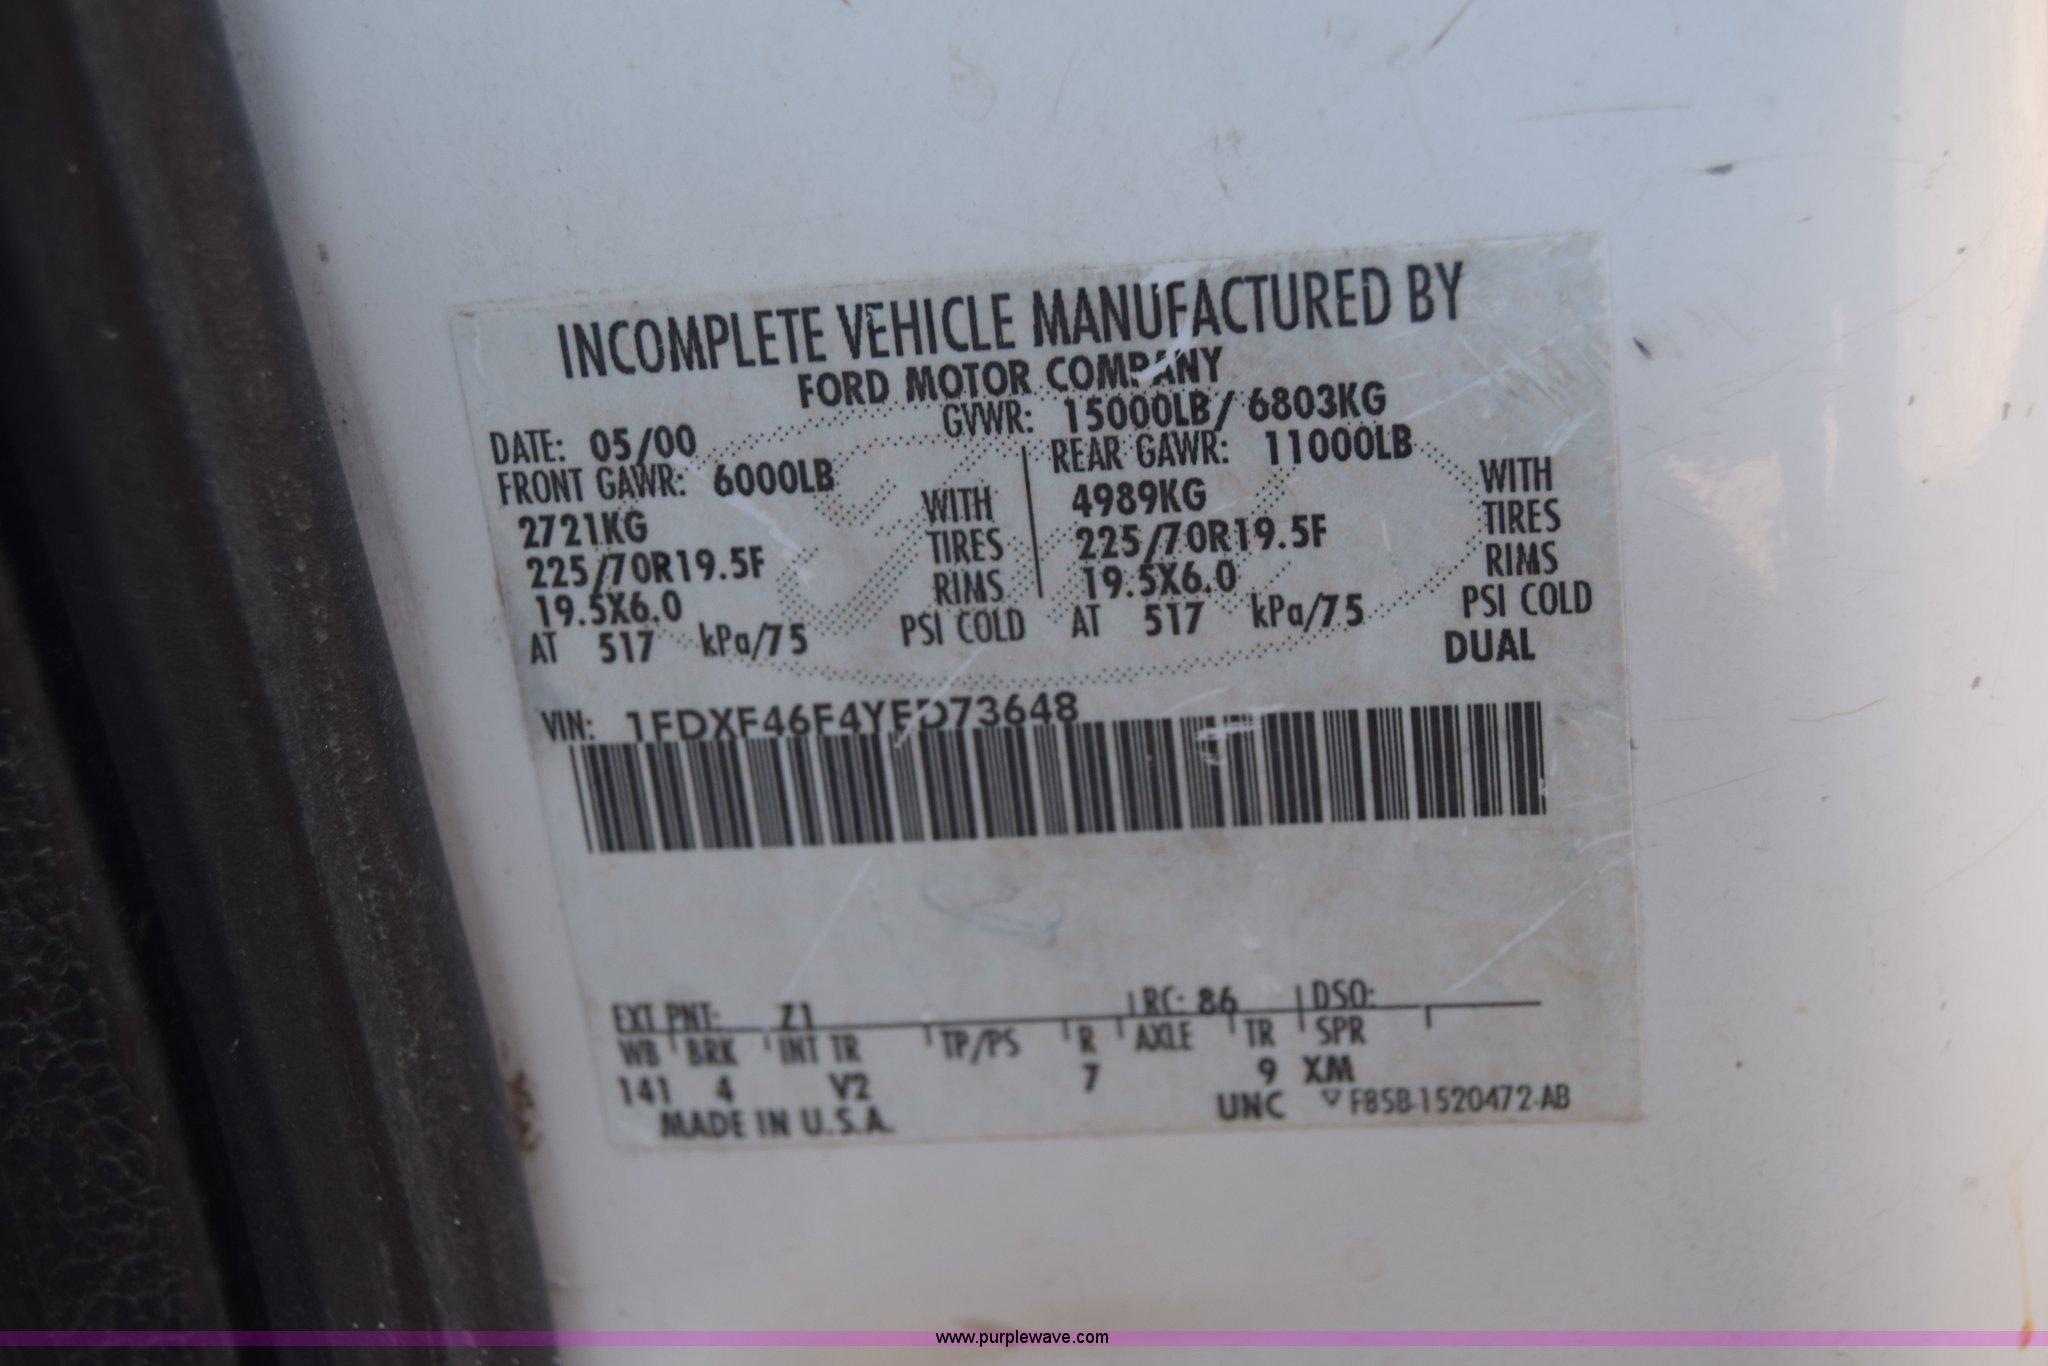 INCOMPLETE VEHICLE MANUFACTURED BY
FORD MOTOR COMPANY
DATE: 05/00 GVWR: 15000LB/ 6803KG
FRONT GAWR: 6000LB REAR GAWR: 11000LB
2721KG WITH 4989KG WITH
225/70R19.5F TIRES 225/70R19.5F TIRES
19.5X6.0 RIMS 19.5X6.0 RIMS
AT 517 kPa/75 PSI COLD AT 517 kPa/75 PSI COLD
DUAL
VIN: 1FDXF46F4YED73648
EXT PNT: Z1 RC: 86 DSO:
WB BRK INT TR TP/PS R AXLE TR SPR
141 4 V2 7 9 XM
MADE IN U.S.A. UNC F85B-1520472-AB
www.purplewave.com